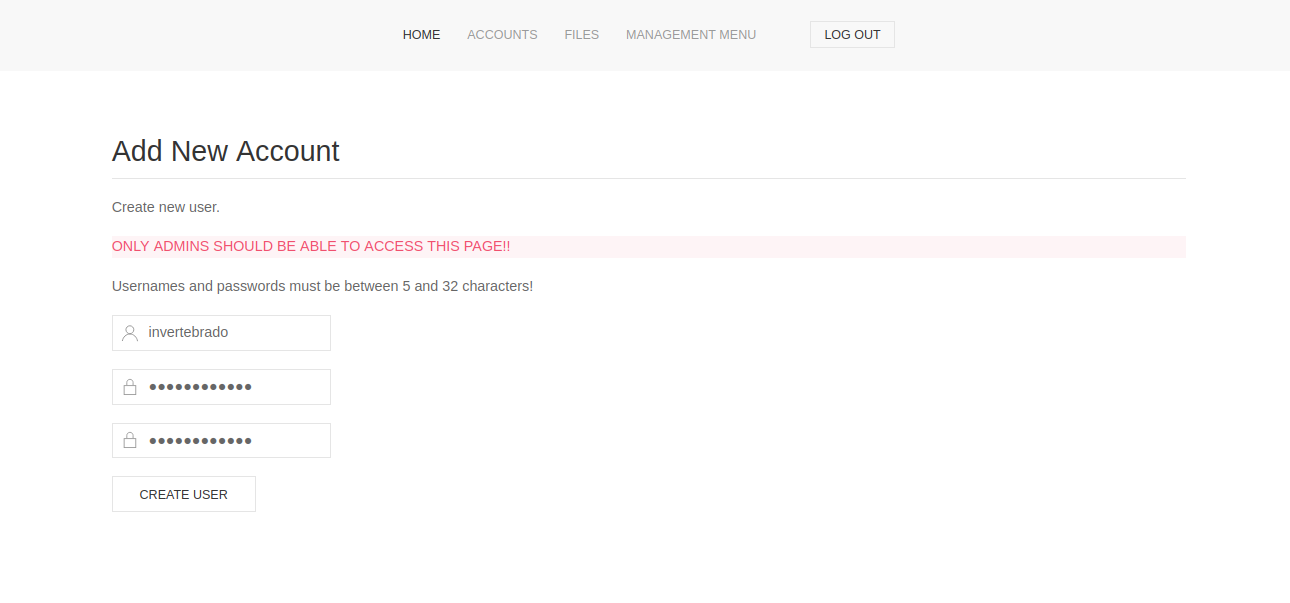 HOME ACCOUNTS FILES MANAGEMENT MENU LOG OUT
Add New Account
Create new user.
ONLY ADMINS SHOULD BE ABLE TO ACCESS THIS PAGE!!
Usernames and passwords must be between 5 and 32 characters!
invertebrado
●●●●●●●●●●●●
●●●●●●●●●●●●
CREATE USER